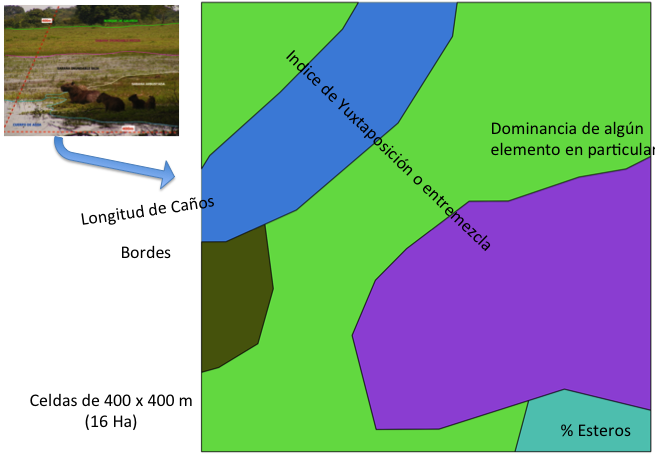 Indice de Yuxtaposición o entremezcla
Dominancia de algún
elemento en particular
Longitud de Caños
Bordes
Celdas de 400 x 400 m
(16 Ha)
% Esteros